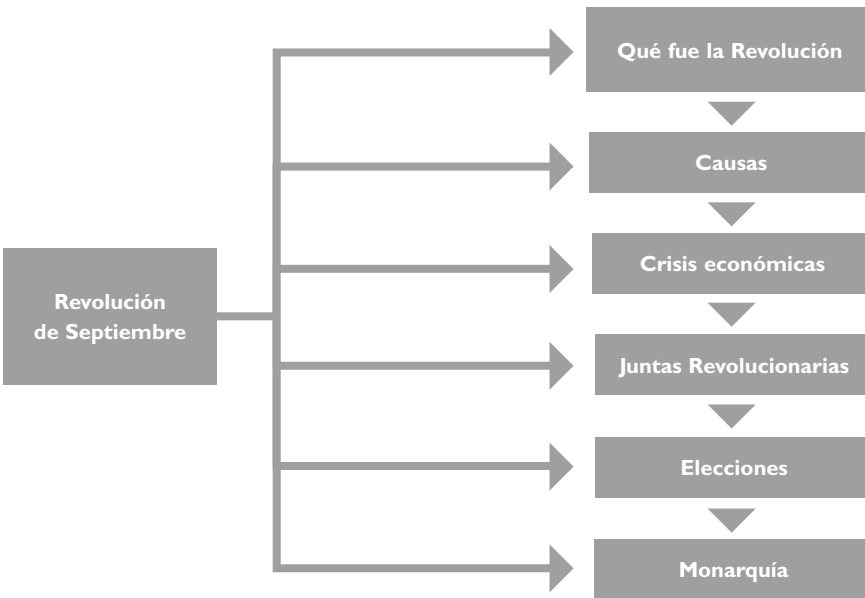 Revolución
de Septiembre
Qué fue la Revolución
Causas
Crisis económicas
Juntas Revolucionarias
Elecciones
Monarquía